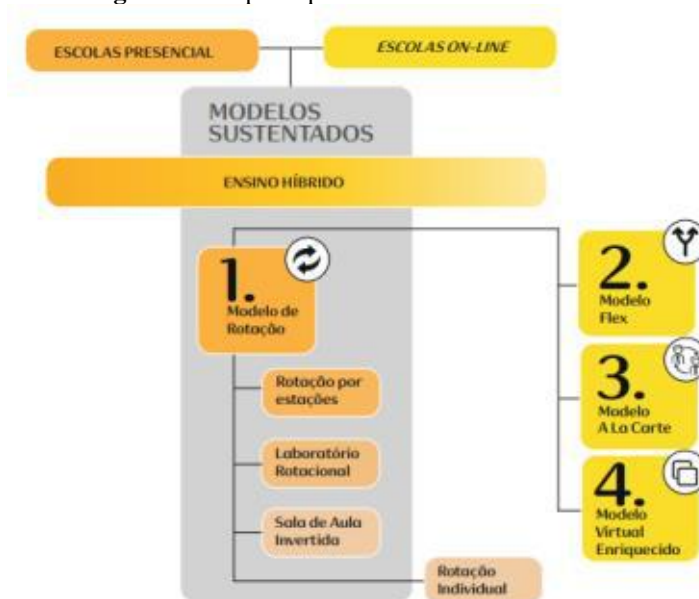 ESCOLAS PRESENCIAL
ESCOLAS ON-LINE
MODELOS
SUSTENTADOS
ENSINO HÍBRIDO
1.
Modelo de
Rotação
Rotação por
estações
Laboratório
Rotacional
Sala de Aula
Invertida
Rotação
Individual
2.
Modelo
Flex
3.
Modelo
A La Carte
4.
Modelo
Virtual
Enriquecido